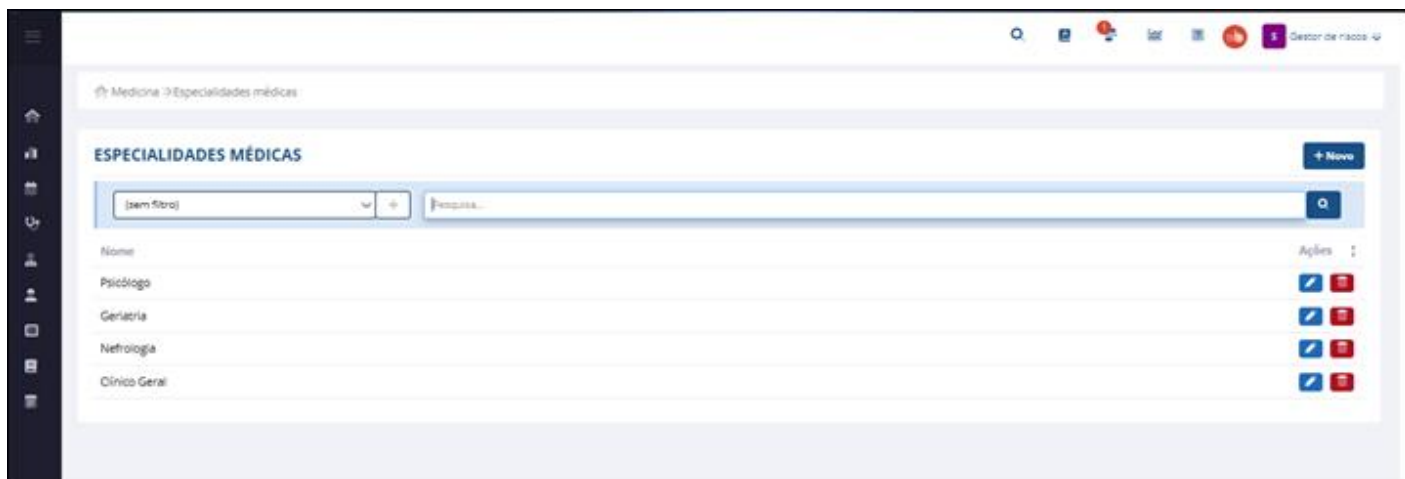 1
S Gestor de riscos
Medicina > Especialidades médicas
ESPECIALIDADES MÉDICAS
+ Novo
(sem filtro)
+
Pesquisa...
Nome
Ações
Psicólogo
Geriatria
Nefrologia
Clínico Geral